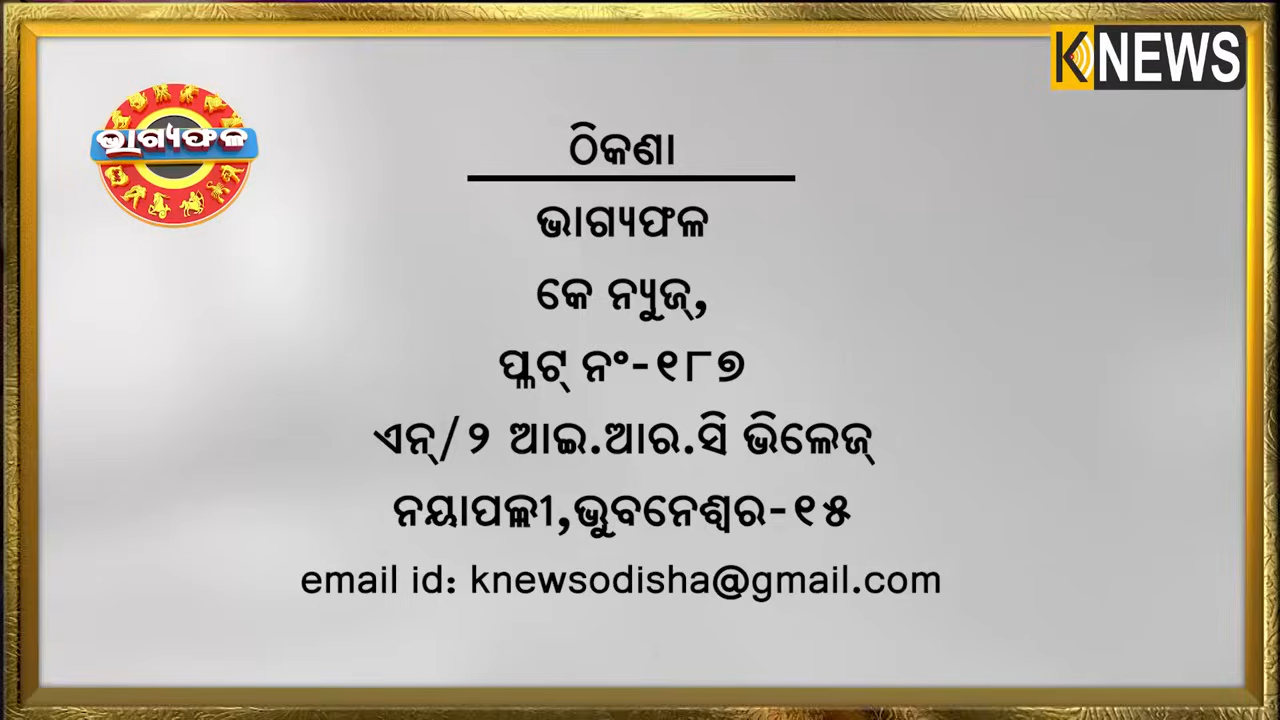 KNEWS
ଭାଗ୍ୟଫଳ
ଠିକଣା
ଭାଗ୍ୟଫଳ
କେ ନ୍ୟୁଜ୍,
ପ୍ଲଟ୍ ନଂ-୧୮୭
ଏନ୍/୨ ଆଇ.ଆର.ସି ଭିଲେଜ୍
ନୟାପଲ୍ଲୀ,ଭୁବନେଶ୍ୱର-୧୫
email id: knewsodisha@gmail.com